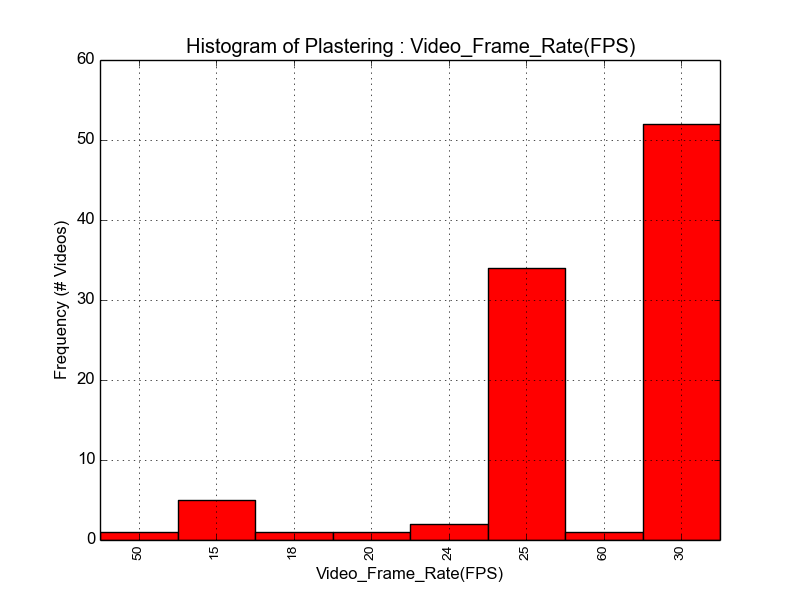 Histogram of Plastering : Video_Frame_Rate(FPS)
60
50
40
30
20
10
0
Frequency (# Videos)
50 15 18 20 24 25 60 30
Video_Frame_Rate(FPS)